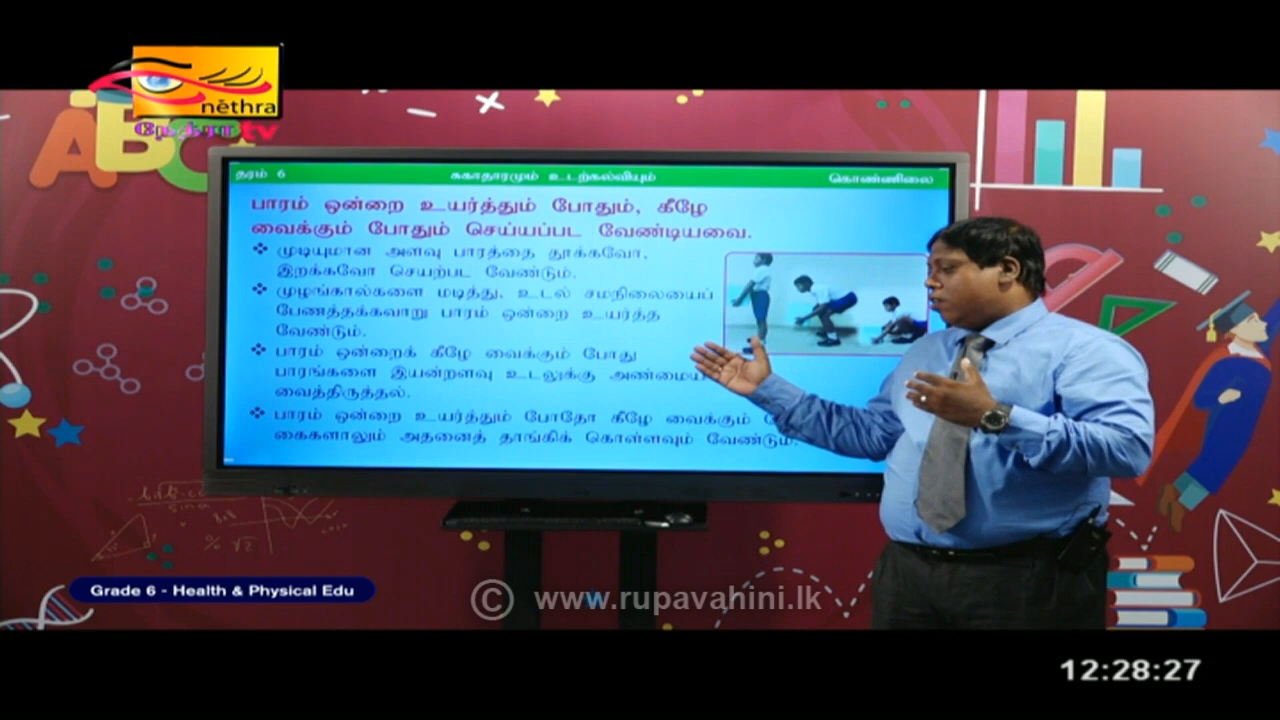 nethra
நேத்ரா tv
ABC
தரம் 6 சுகாதாரமும் உடற்கல்வியும் கொண்ணிலை
பாரம் ஒன்றை உயர்த்தும் போதும், கீழே
வைக்கும் போதும் செய்யப்பட வேண்டியவை.
❖ முடியுமான அளவு பாரத்தை தூக்கவோ,
இறக்கவோ செயற்பட வேண்டும்.
❖ முழங்கால்களை மடித்து, உடல் சமநிலையைப்
பேணத்தக்கவாறு பாரம் ஒன்றை உயர்த்த
வேண்டும்.
❖ பாரம் ஒன்றைக் கீழே வைக்கும் போது
பாரங்களை இயன்றளவு உடலுக்கு
வைத்திருத்தல்.
❖ பாரம் ஒன்றை உயர்த்தும் போதோ கீழே வைக்கும்
கைகளாலும் அதனைத் தாங்கிக் கொள்ளவும் வேண்டும்.
Grade 6 - Health & Physical Edu
© www.rupavahini.lk
12:28:27